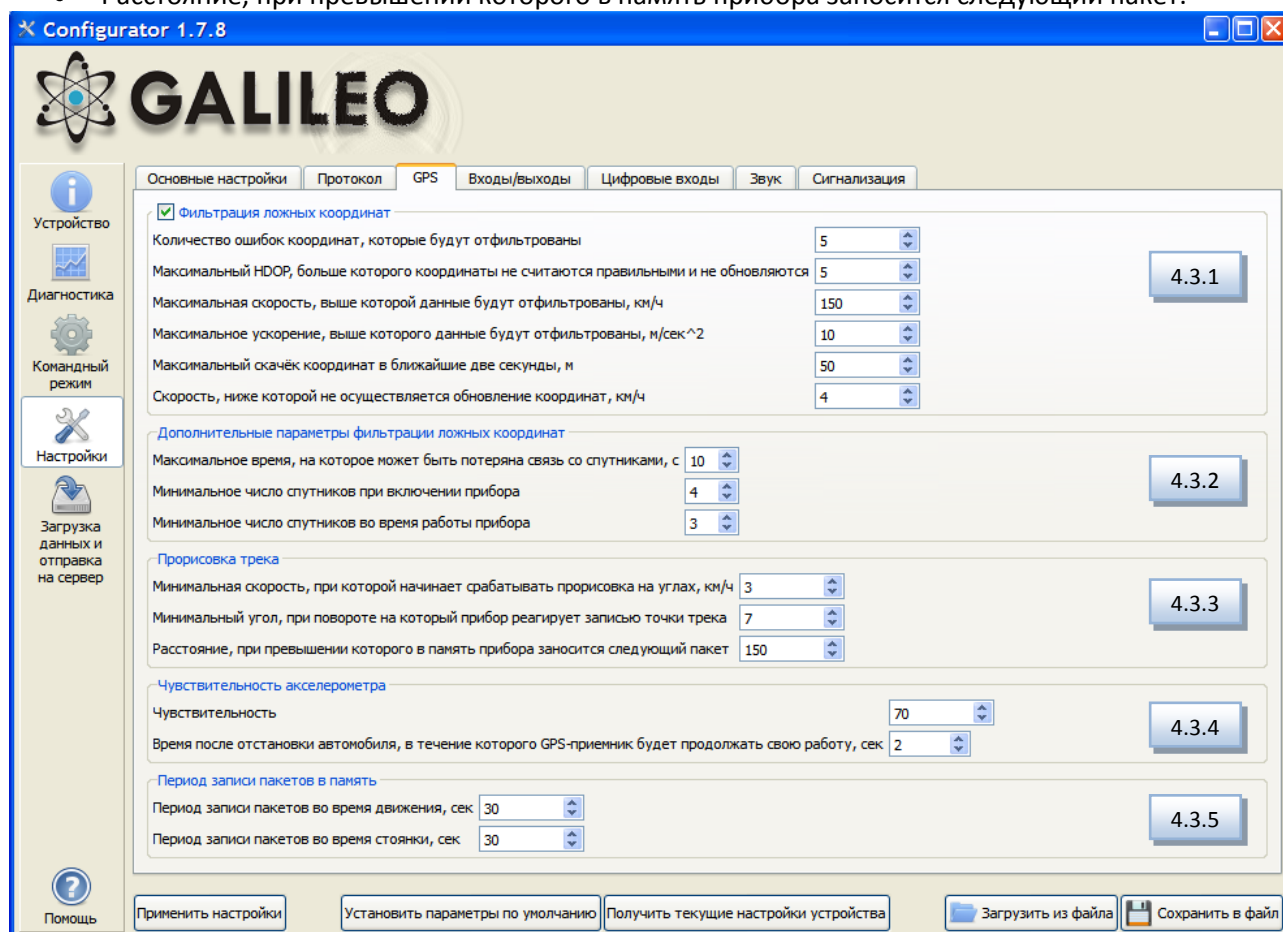 • Расстояние, при превышении которого в память прибора заносится следующий пакет.
Configurator 1.7.8
GALILEO
Устройство
Диагностика
Командный
режим
Настройки
Загрузка
данных и
отправка
на сервер
Помощь
Основные настройки Протокол GPS Входы/выходы Цифровые входы Звук Сигнализация
Фильтрация ложных координат
Количество ошибок координат, которые будут отфильтрованы 5
Максимальный HDOP, больше которого координаты не считаются правильными и не обновляются 5
Максимальная скорость, выше которой данные будут отфильтрованы, км/ч 150
Максимальное ускорение, выше которого данные будут отфильтрованы, м/сек^2 10
Максимальный скачёк координат в ближайшие две секунды, м 50
Скорость, ниже которой не осуществляется обновление координат, км/ч 4
4.3.1
Дополнительные параметры фильтрации ложных координат
Максимальное время, на которое может быть потеряна связь со спутниками, с 10
Минимальное число спутников при включении прибора 4
Минимальное число спутников во время работы прибора 3
4.3.2
Прорисовка трека
Минимальная скорость, при которой начинает срабатывать прорисовка на углах, км/ч 3
Минимальный угол, при повороте на который прибор реагирует записью точки трека 7
Расстояние, при превышении которого в память прибора заносится следующий пакет 150
4.3.3
Чувствительность акселерометра
Чувствительность 70
Время после отстановки автомобиля, в течение которого GPS-приемник будет продолжать свою работу, сек 2
4.3.4
Период записи пакетов в память
Период записи пакетов во время движения, сек 30
Период записи пакетов во время стоянки, сек 30
4.3.5
Применить настройки Установить параметры по умолчанию Получить текущие настройки устройства Загрузить из файла Сохранить в файл